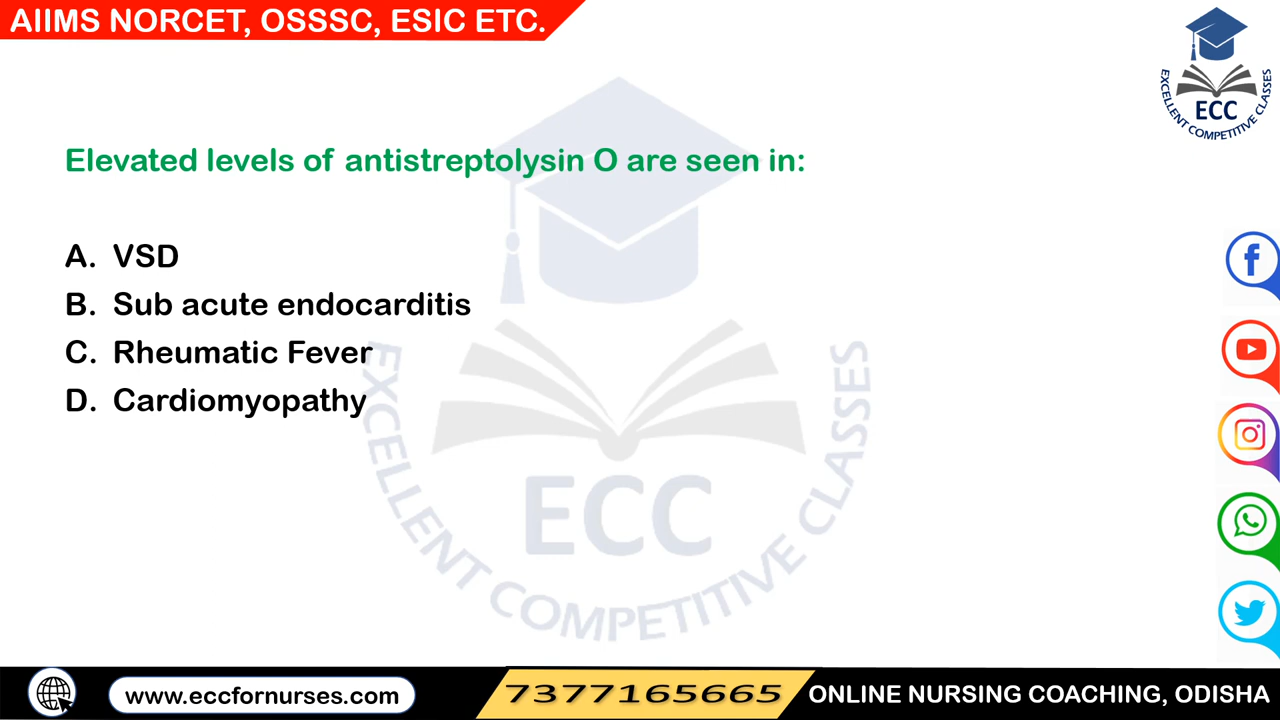 AIIMS NORCET, OSSSC, ESIC ETC.
ECC
EXCELLENT COMPETITIVE CLASSES
Elevated levels of antistreptolysin O are seen in:
A. VSD
B. Sub acute endocarditis
C. Rheumatic Fever
D. Cardiomyopathy
ECC
EXCELLENT COMPETITIVE CLASSES
www.eccfornurses.com
7377165665
ONLINE NURSING COACHING, ODISHA